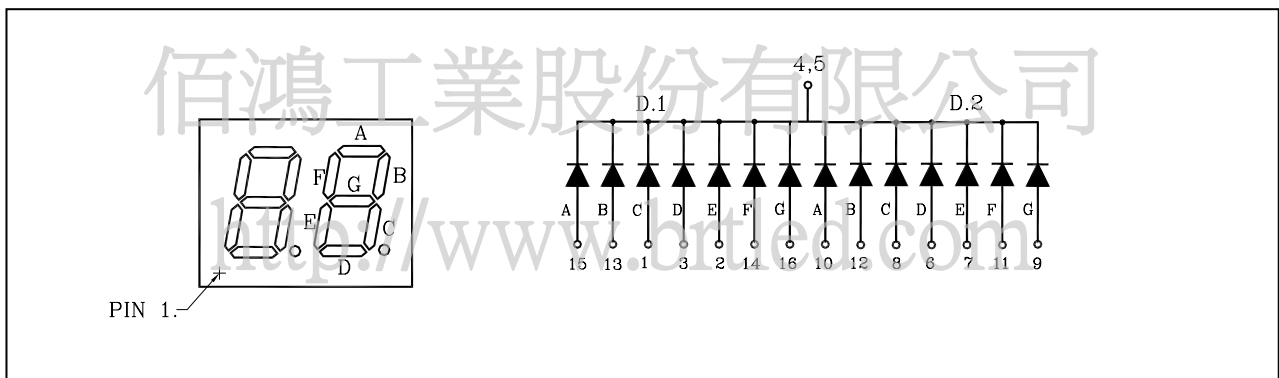 佰鴻工業股份有限公司
4,5
D.1 D.2
A
F G B
E C
D
A B C D E F G A B C D E F G
http://www.brtled.com
15 13 1 3 2 14 16 10 12 8 6 7 11 9
PIN 1.